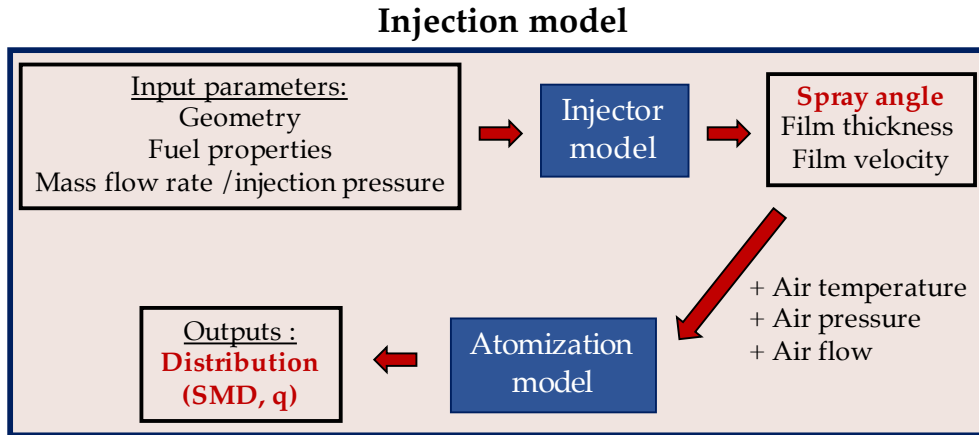 Injection model
Input parameters:
Geometry
Fuel properties
Mass flow rate /injection pressure
Injector
model
Spray angle
Film thickness
Film velocity
+ Air temperature
+ Air pressure
+ Air flow
Atomization
model
Outputs :
Distribution
(SMD, q)